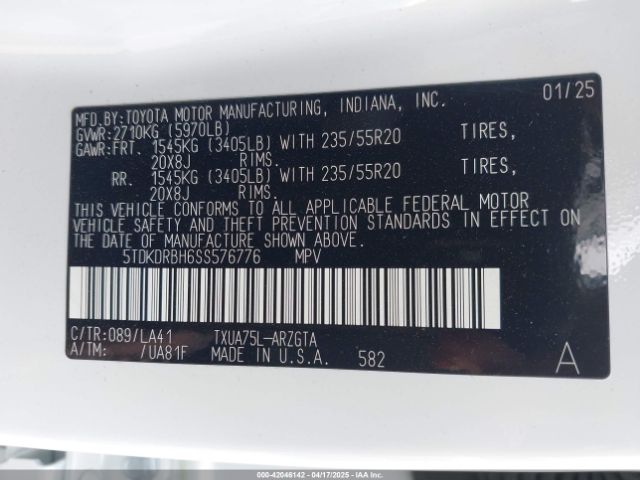 MFD.BY:TOYOTA MOTOR MANUFACTURING, INDIANA, INC. 01/25
GVWR:2710KG (5970LB)
GAWR:FRT. 1545KG (3405LB) WITH 235/55R20 TIRES,
20X8J RIMS.
RR. 1545KG (3405LB) WITH 235/55R20 TIRES,
20X8J RIMS.
THIS VEHICLE CONFORMS TO ALL APPLICABLE FEDERAL MOTOR
VEHICLE SAFETY AND THEFT PREVENTION STANDARDS IN EFFECT ON
THE DATE OF MANUFACTURE SHOWN ABOVE.
5TDKDRBH6SS576776 MPV
C/TR:089/LA41 TXUA75L-ARZGTA
A/TM: /UA81F MADE IN U.S.A. 582 A
000-42046142 - 04/17/2025 - IAA